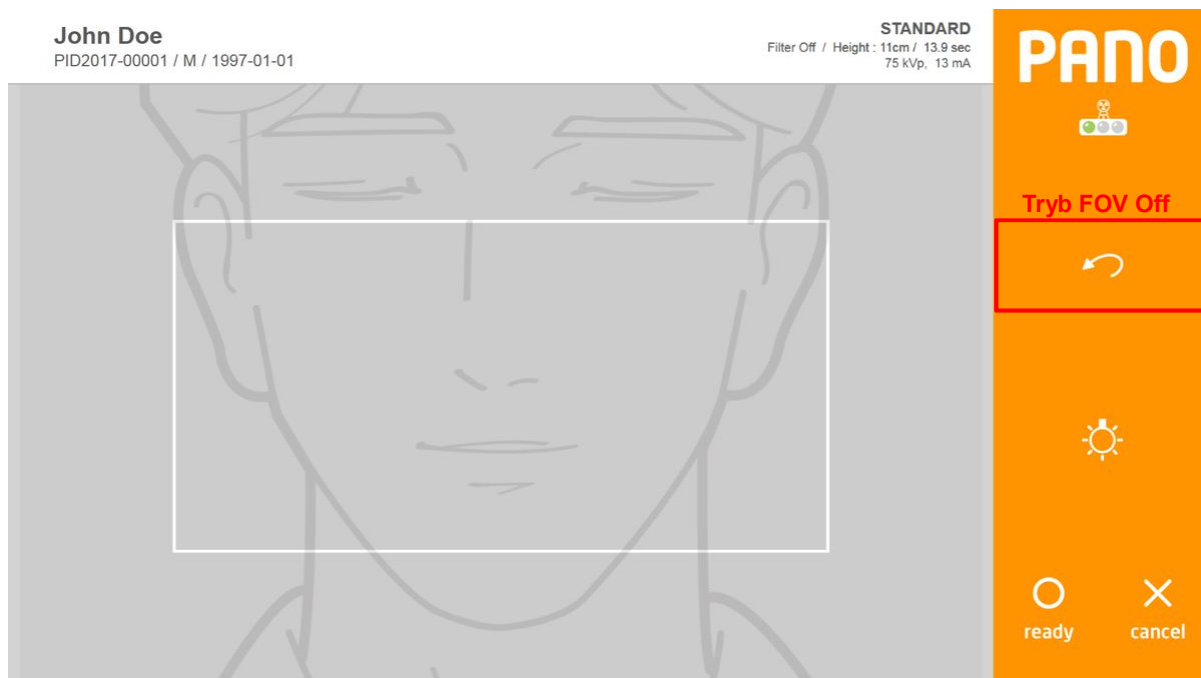 John Doe
PID2017-00001 / M / 1997-01-01
STANDARD
Filter Off / Height : 11cm / 13.9 sec
75 kVp, 13 mA
PANO
Tryb FOV Off
ready
cancel